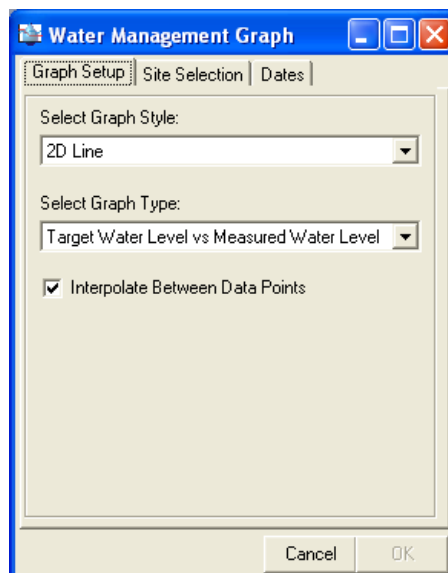 Water Management Graph
Graph Setup Site Selection Dates
Select Graph Style:
2D Line
Select Graph Type:
Target Water Level vs Measured Water Level
Interpolate Between Data Points
Cancel OK